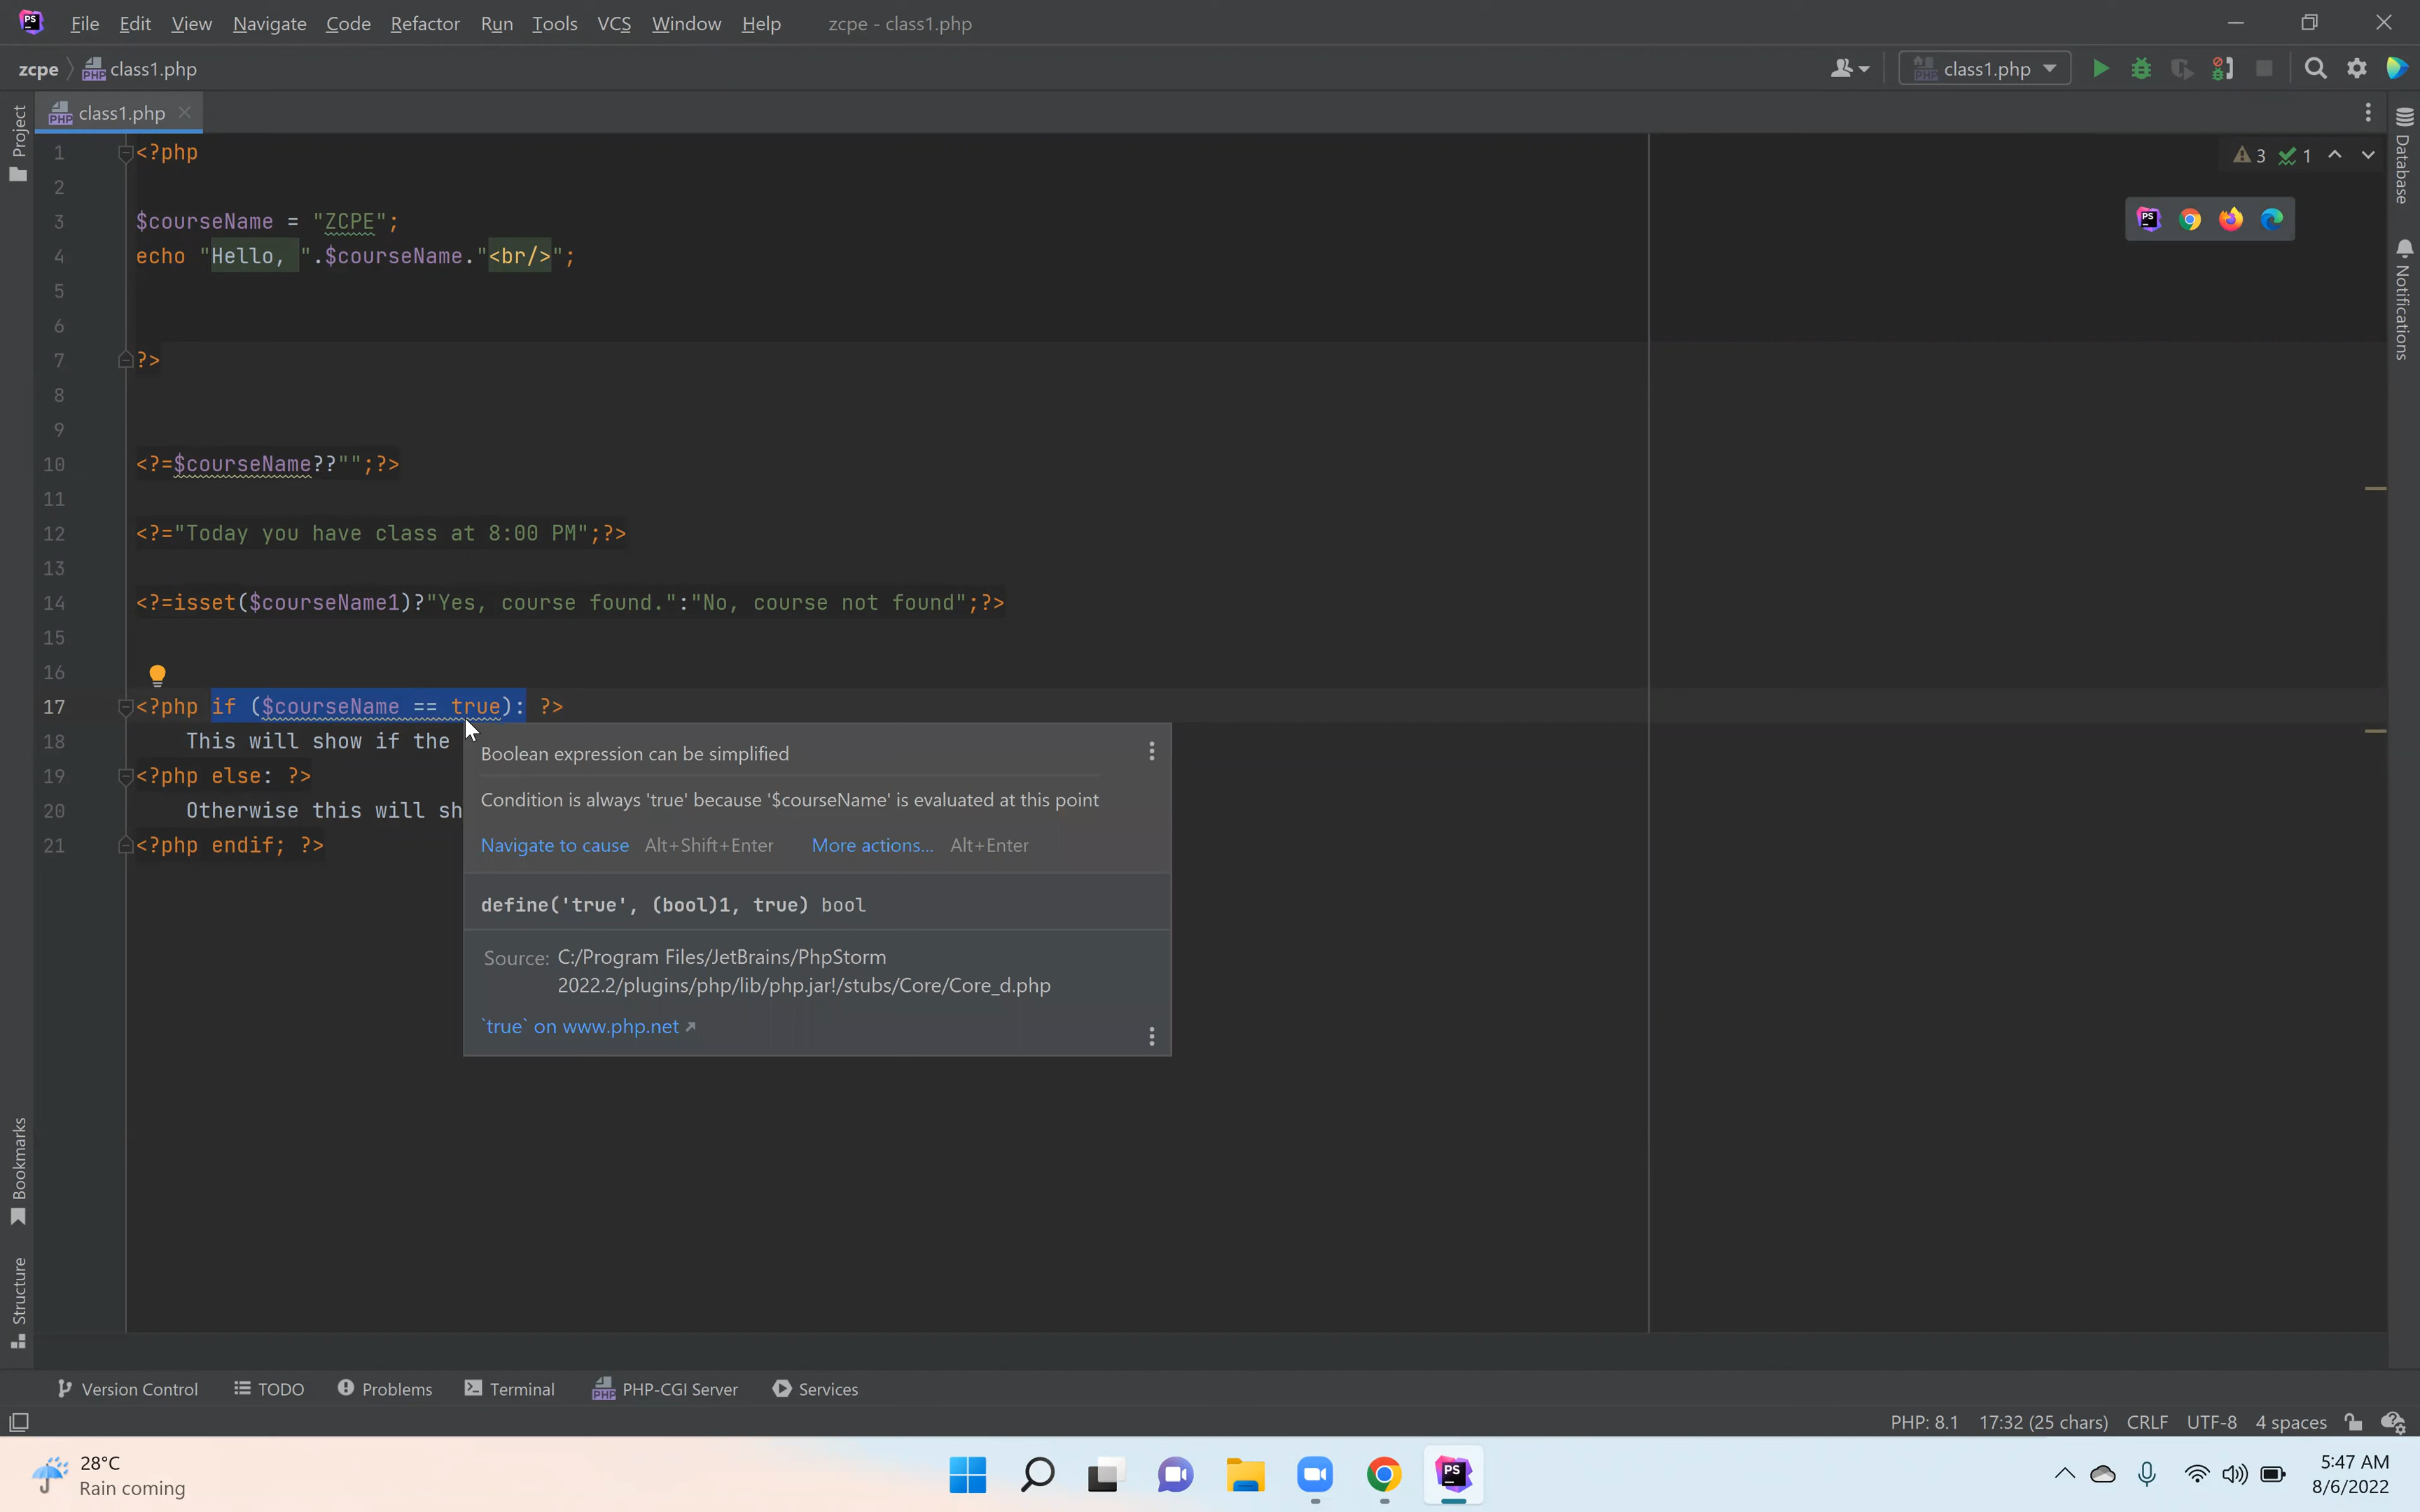 PS File Edit View Navigate Code Refactor Run Tools VCS Window Help zcpe - class1.php
zcpe class1.php class1.php
class1.php
Project
Database
Notifications
Bookmarks
Structure
3 1
1 <?php
2
3 $courseName = "ZCPE";
4 echo "Hello, ".$courseName."<br/>";
5
6
7 ?>
8
9
10 <?=$courseName??"";?>
11
12 <?="Today you have class at 8:00 PM";?>
13
14 <?=isset($courseName1)?"Yes, course found.":"No, course not found";?>
15
16
17 <?php if ($courseName == true): ?>
18 This will show if the
19 <?php else: ?>
20 Otherwise this will sh
21 <?php endif; ?>
Boolean expression can be simplified
Condition is always 'true' because '$courseName' is evaluated at this point
Navigate to cause Alt+Shift+Enter More actions... Alt+Enter
define('true', (bool)1, true) bool
Source: C:/Program Files/JetBrains/PhpStorm
2022.2/plugins/php/lib/php.jar!/stubs/Core/Core_d.php
`true` on www.php.net
Version Control TODO Problems Terminal PHP-CGI Server Services
PHP: 8.1 17:32 (25 chars) CRLF UTF-8 4 spaces
28°C
Rain coming
5:47 AM
8/6/2022